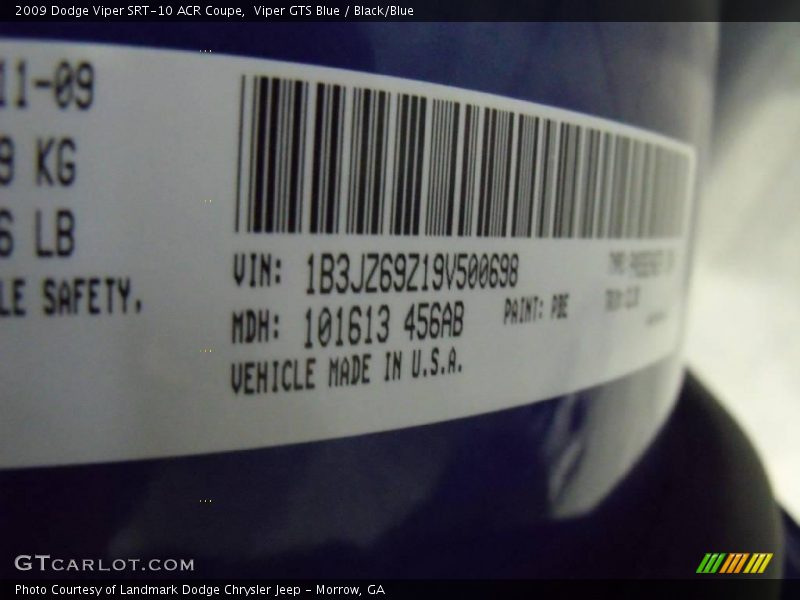 2009 Dodge Viper SRT-10 ACR Coupe,  Viper GTS Blue / Black/Blue
11-09
9 KG
6 LB
LE SAFETY,
VIN: 1B3JZ69Z19V500698
MDH: 101613 456AB
PAINT: PBE
VEHICLE MADE IN U.S.A.
GTCARLOT.COM
Photo Courtesy of Landmark Dodge Chrysler Jeep - Morrow, GA